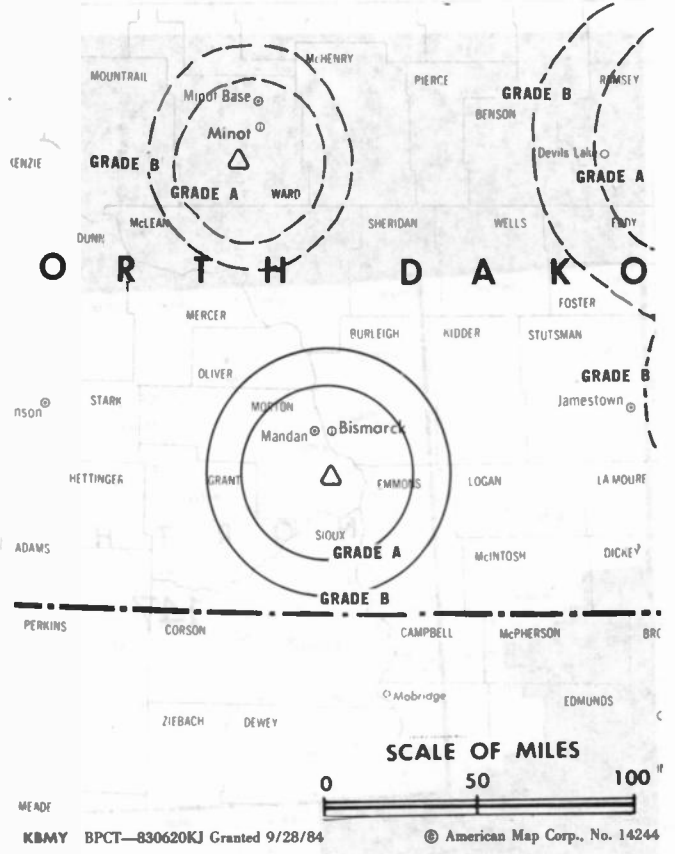 McHENRY
MOUNTRAIL
PIERCE
RAMSEY
Minot Base
GRADE B
BENSON
Minot
Devils Lake
KENZIE
GRADE B
GRADE A
GRADE A
WARD
McLEAN
SHERIDAN
WELLS
EDDY
DUNN
O R T H D A K O
FOSTER
MERCER
BURLEIGH
KIDDER
STUTSMAN
OLIVER
GRADE B
nson
STARK
MORTON
Jamestown
Mandan
Bismarck
HETTINGER
GRANT
EMMONS
LOGAN
LA MOURE
SIOUX
ADAMS
GRADE A
McINTOSH
DICKEY
GRADE B
PERKINS
CORSON
CAMPBELL
McPHERSON
BRO
Mobridge
EDMUNDS
ZIEBACH
DEWEY
SCALE OF MILES
0 50 100
MEADE
KBMY BPCT—830620KJ Granted 9/28/84
© American Map Corp., No. 14244